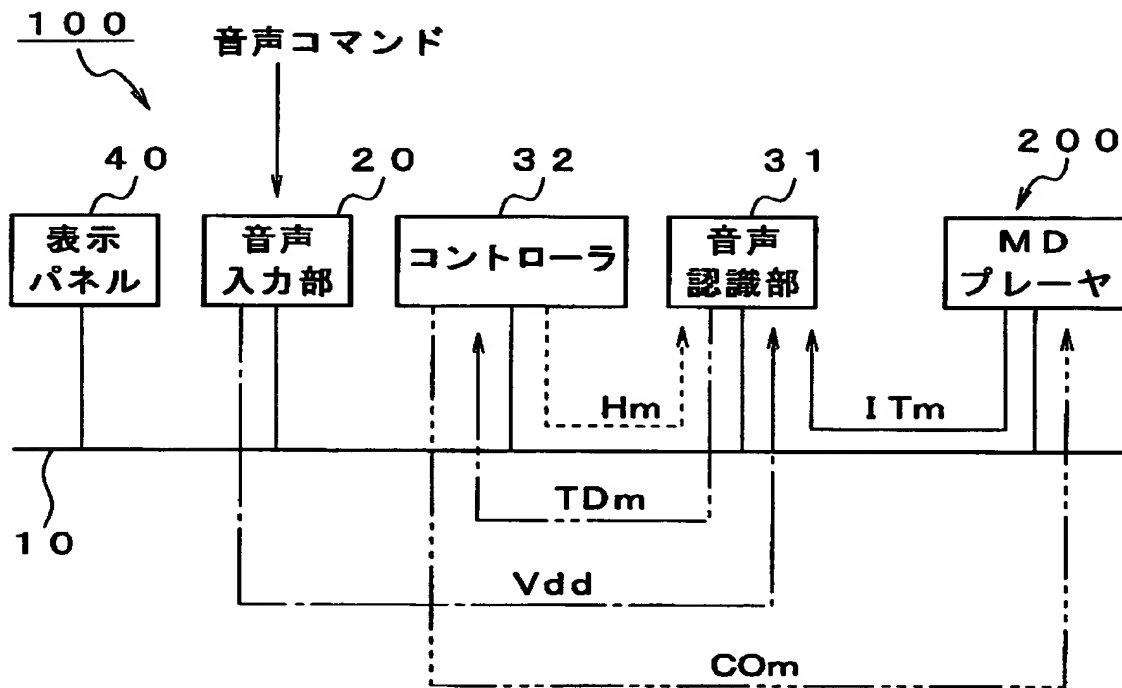 １００
音声コマンド
４０
２０
３２
３１
２００
表示
パネル
音声
入力部
コントローラ
音声
認識部
ＭＤ
プレーヤ
Ｈｍ
ＩＴｍ
ＴＤｍ
１０
Ｖｄｄ
ＣＯｍ